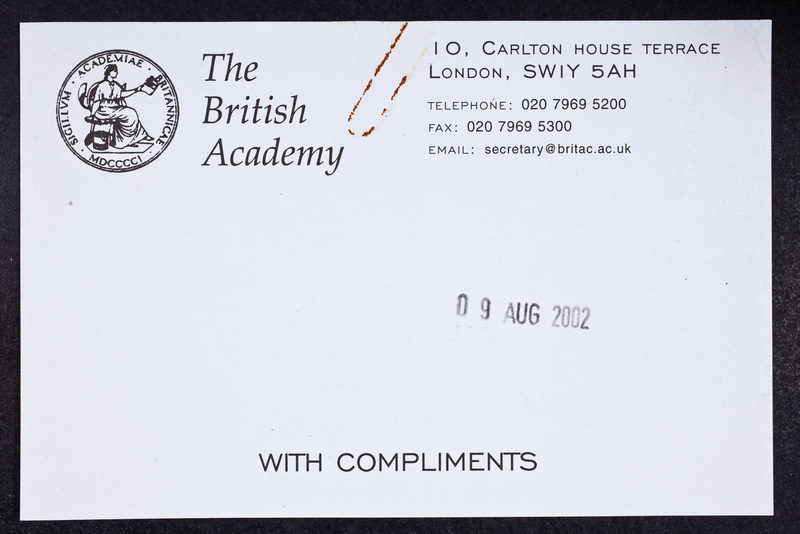 SIGILLVM · ACADEMIAE · BRITANNICAE
· MDCCCCI ·
The
British
Academy
10, CARLTON HOUSE TERRACE
LONDON, SW1Y 5AH
TELEPHONE: 020 7969 5200
FAX: 020 7969 5300
EMAIL: secretary@britac.ac.uk
09 AUG 2002
WITH COMPLIMENTS